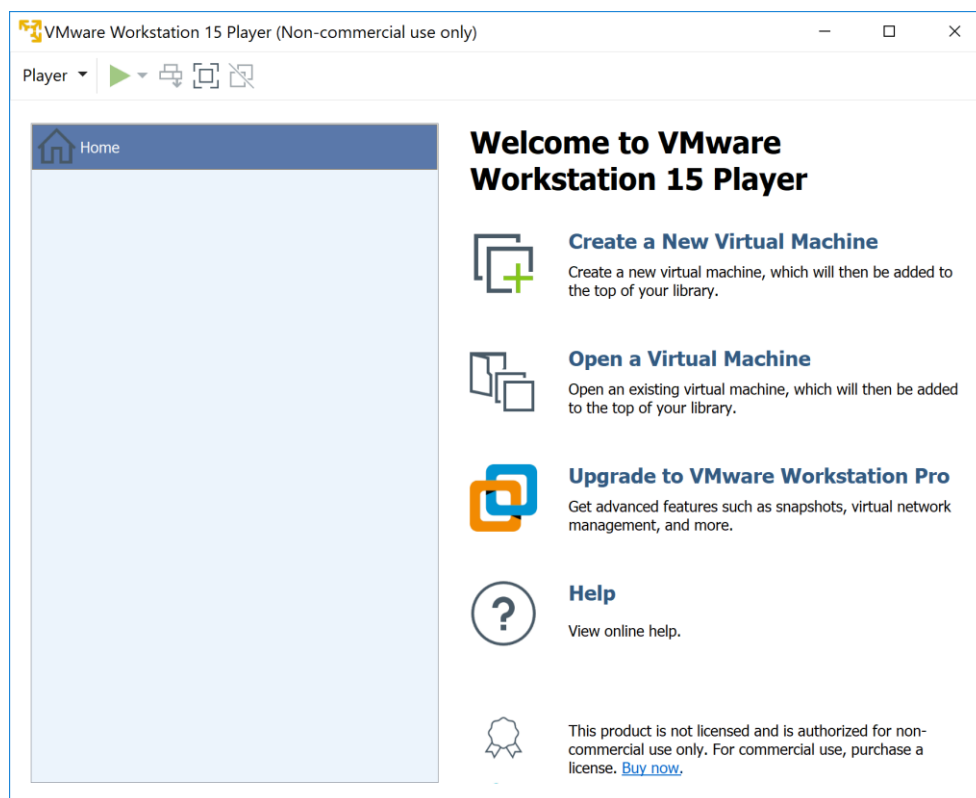 VMware Workstation 15 Player (Non-commercial use only)
Player
Home
Welcome to VMware
Workstation 15 Player
Create a New Virtual Machine
Create a new virtual machine, which will then be added to
the top of your library.
Open a Virtual Machine
Open an existing virtual machine, which will then be added
to the top of your library.
Upgrade to VMware Workstation Pro
Get advanced features such as snapshots, virtual network
management, and more.
Help
View online help.
This product is not licensed and is authorized for non-
commercial use only. For commercial use, purchase a
license. Buy now.